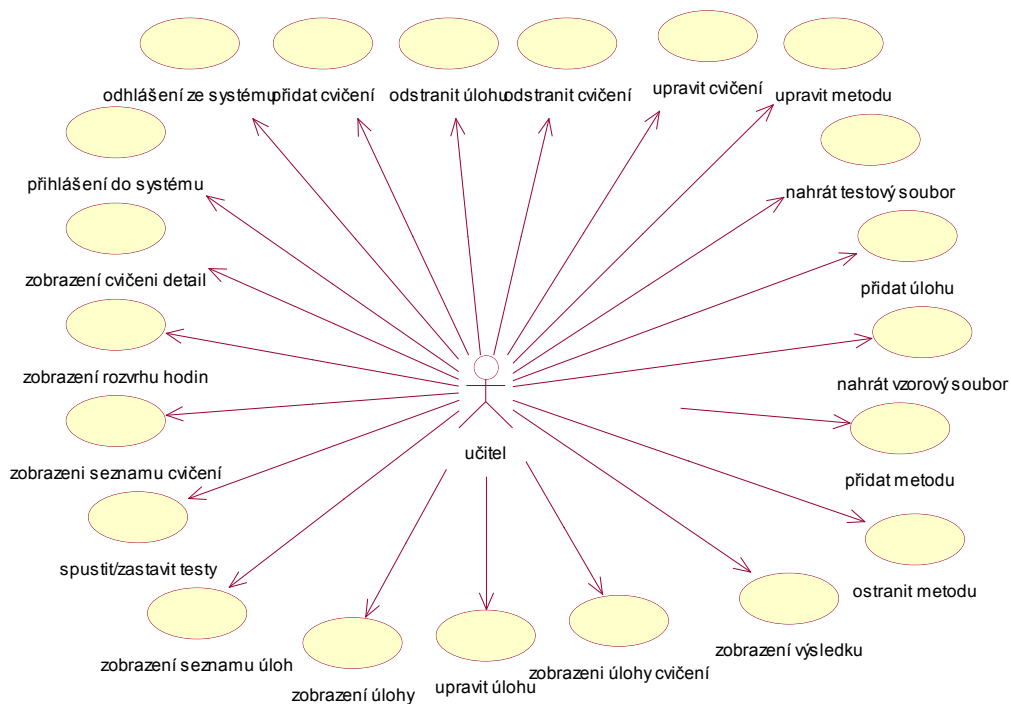 odhlášení ze systému
přidat cvičení
odstranit úlohu
odstranit cvičení
upravit cvičení
upravit metodu
přihlášení do systému
nahrát testový soubor
zobrazení cvičeni detail
přidat úlohu
zobrazení rozvrhu hodin
nahrát vzorový soubor
zobrazeni seznamu cvičení
učitel
přidat metodu
spustit/zastavit testy
ostranit metodu
zobrazení seznamu úloh
zobrazení úlohy
upravit úlohu
zobrazeni úlohy cvičení
zobrazení výsledku